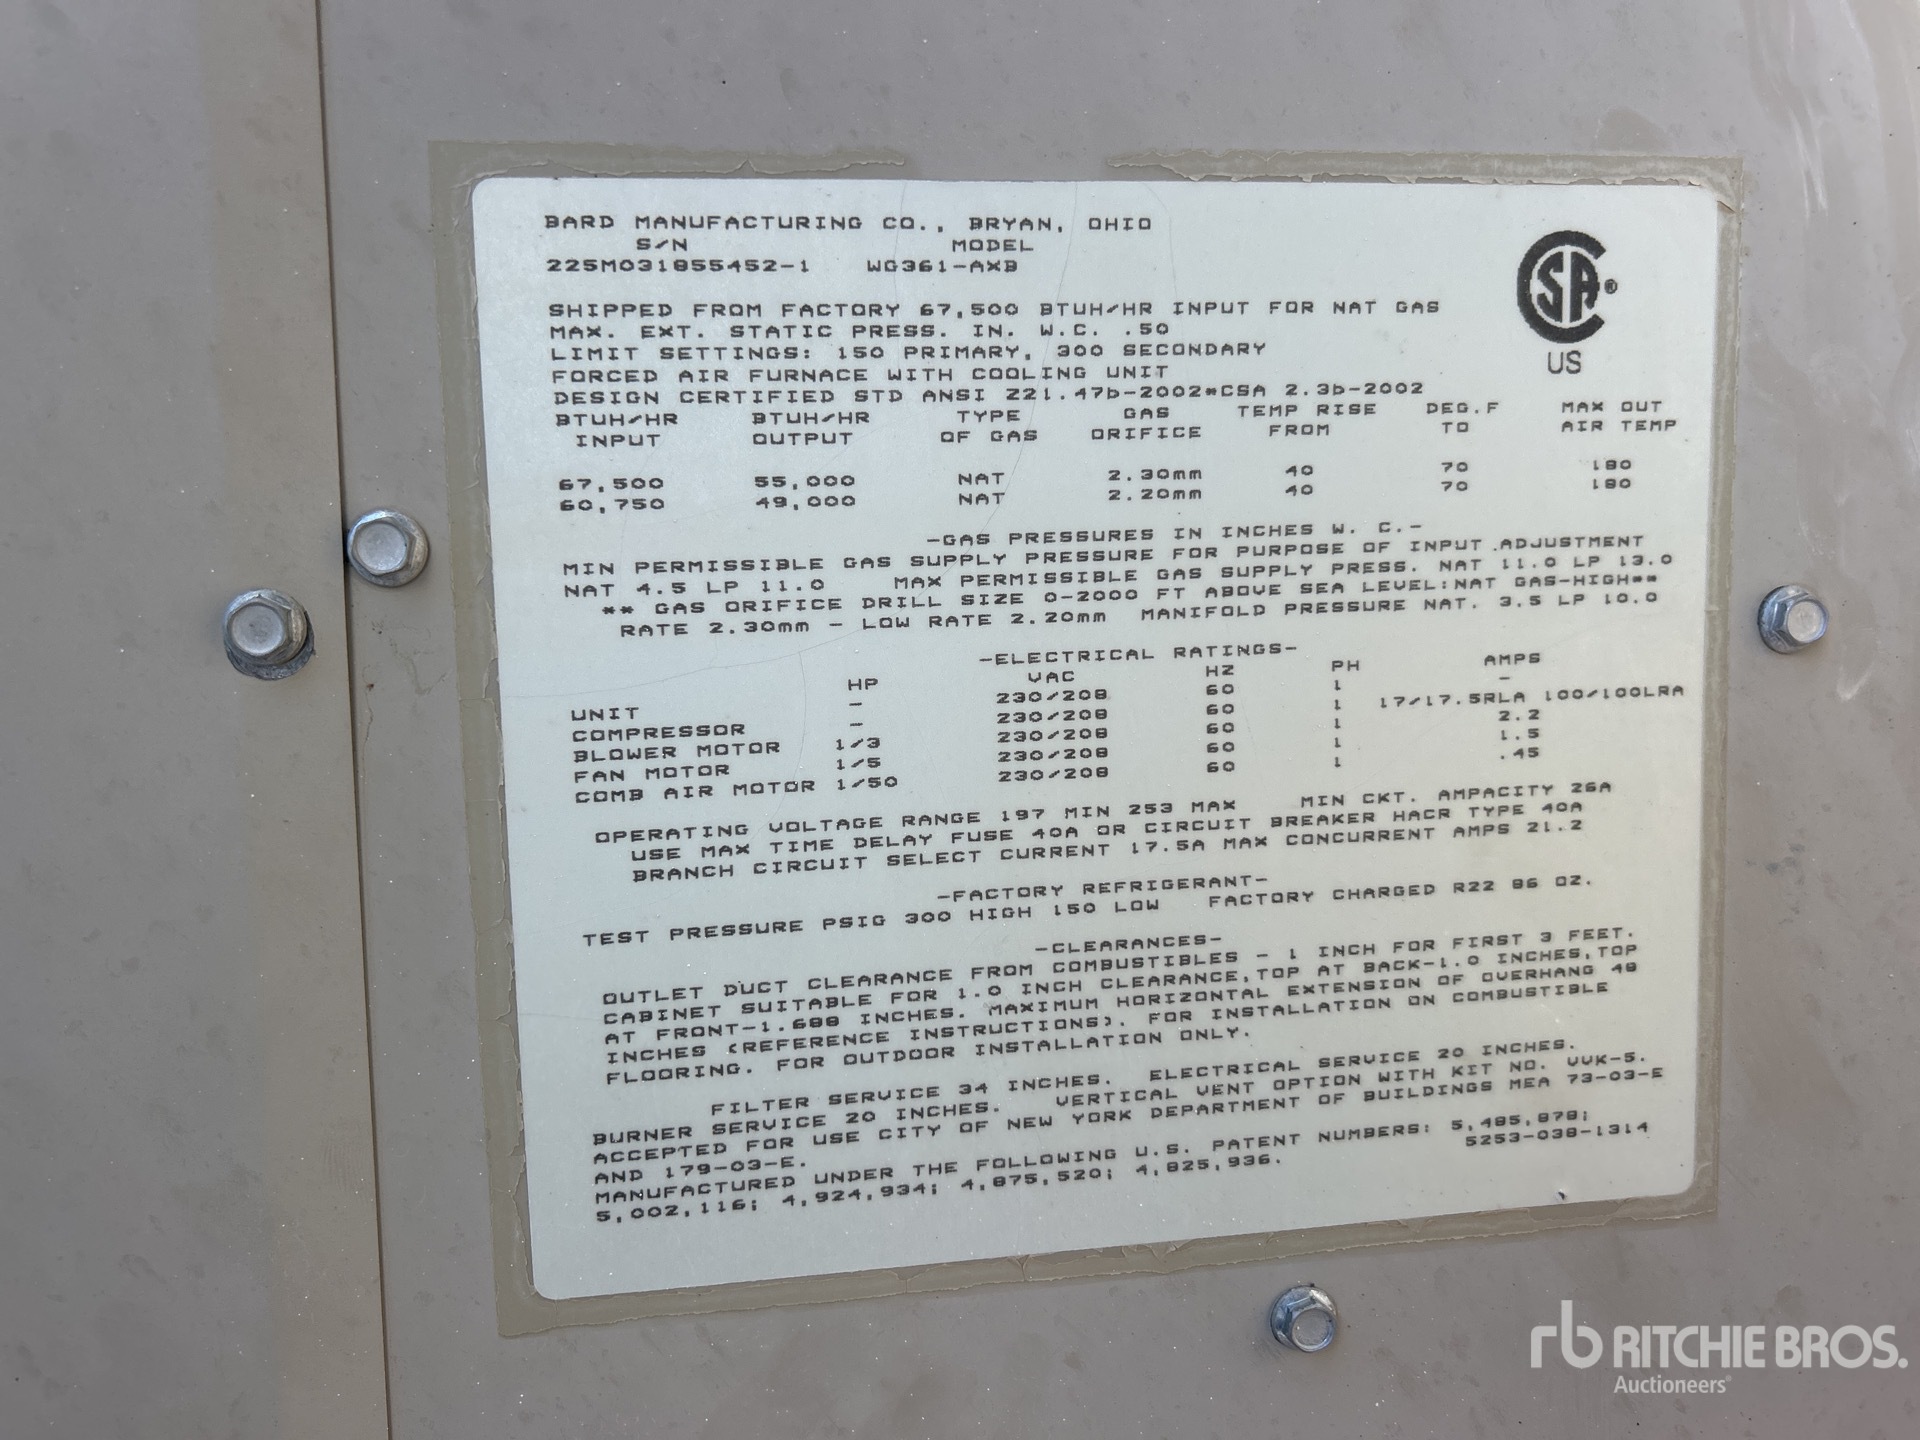 BARD MANUFACTURING CO., BRYAN, OHIO
S/N MODEL
225M031855452-1 WG361-AXB
CSA®
US
SHIPPED FROM FACTORY 67,500 BTUH/HR INPUT FOR NAT GAS
MAX. EXT. STATIC PRESS. IN. W.C. .50
LIMIT SETTINGS: 150 PRIMARY, 300 SECONDARY
FORCED AIR FURNACE WITH COOLING UNIT
DESIGN CERTIFIED STD ANSI Z21.47b-2002*CSA 2.3b-2002
BTUH/HR BTUH/HR TYPE GAS TEMP RISE DEG.F MAX OUT
INPUT OUTPUT OF GAS ORIFICE FROM TO AIR TEMP
67,500 55,000 NAT 2.30mm 40 70 180
60,750 49,000 NAT 2.20mm 40 70 180
-GAS PRESSURES IN INCHES W. C.-
MIN PERMISSIBLE GAS SUPPLY PRESSURE FOR PURPOSE OF INPUT ADJUSTMENT
NAT 4.5 LP 11.0 MAX PERMISSIBLE GAS SUPPLY PRESS. NAT 11.0 LP 13.0
** GAS ORIFICE DRILL SIZE 0-2000 FT ABOVE SEA LEVEL:NAT GAS-HIGH**
RATE 2.30mm - LOW RATE 2.20mm MANIFOLD PRESSURE NAT. 3.5 LP 10.0
-ELECTRICAL RATINGS-
HP VAC HZ PH AMPS
UNIT - 230/208 60 1 -
COMPRESSOR - 230/208 60 1 17/17.5RLA 100/100LRA
BLOWER MOTOR 1/3 230/208 60 1 2.2
FAN MOTOR 1/5 230/208 60 1 1.5
COMB AIR MOTOR 1/50 230/208 60 1 .45
OPERATING VOLTAGE RANGE 197 MIN 253 MAX MIN CKT. AMPACITY 26A
USE MAX TIME DELAY FUSE 40A OR CIRCUIT BREAKER HACR TYPE 40A
BRANCH CIRCUIT SELECT CURRENT 17.5A MAX CONCURRENT AMPS 21.2
-FACTORY REFRIGERANT-
TEST PRESSURE PSIG 300 HIGH 150 LOW FACTORY CHARGED R22 86 OZ.
-CLEARANCES-
OUTLET DUCT CLEARANCE FROM COMBUSTIBLES - 1 INCH FOR FIRST 3 FEET.
CABINET SUITABLE FOR 1.0 INCH CLEARANCE,TOP AT BACK-1.0 INCHES,TOP
AT FRONT-1.688 INCHES. MAXIMUM HORIZONTAL EXTENSION OF OVERHANG 48
INCHES (REFERENCE INSTRUCTIONS). FOR INSTALLATION ON COMBUSTIBLE
FLOORING. FOR OUTDOOR INSTALLATION ONLY.
FILTER SERVICE 34 INCHES. ELECTRICAL SERVICE 20 INCHES.
BURNER SERVICE 20 INCHES. VERTICAL VENT OPTION WITH KIT NO. VVK-5.
ACCEPTED FOR USE CITY OF NEW YORK DEPARTMENT OF BUILDINGS MEA 73-03-E
AND 179-03-E.
MANUFACTURED UNDER THE FOLLOWING U.S. PATENT NUMBERS: 5,485,878;
5,002,116; 4,924,934; 4,875,520; 4,825,936. 5253-038-1314
rb RITCHIE BROS.
Auctioneers